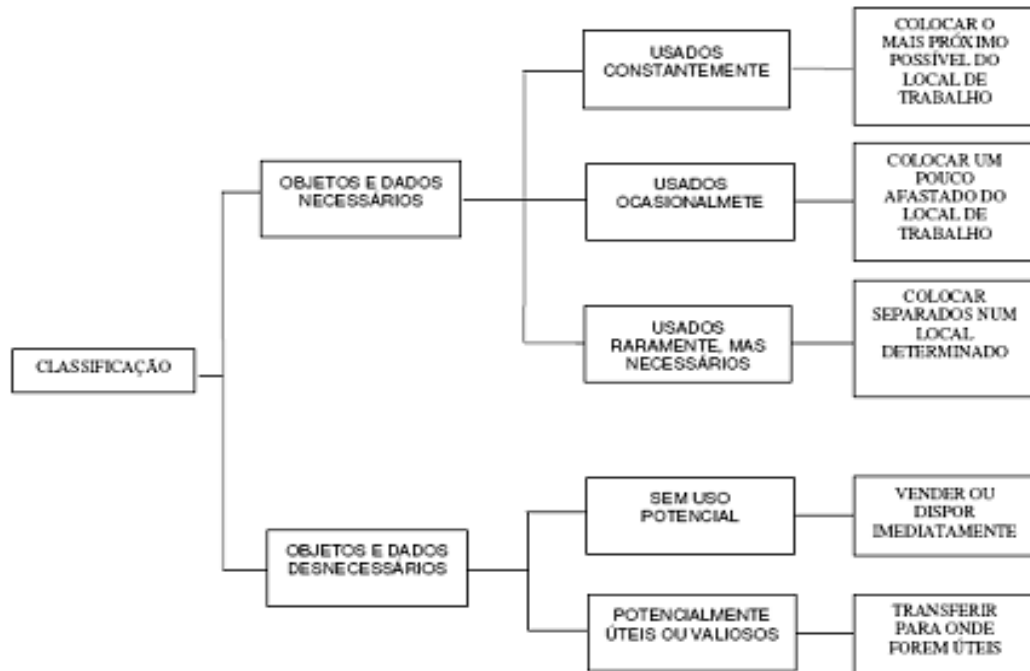 USADOS
CONSTANTEMENTE
COLOCAR O
MAIS PRÓXIMO
POSSÍVEL DO
LOCAL DE
TRABALHO
OBJETOS E DADOS
NECESSÁRIOS
USADOS
OCASIONALMETE
COLOCAR UM
POUCO
AFASTADO DO
LOCAL DE
TRABALHO
USADOS
RARAMENTE, MAS
NECESSÁRIOS
COLOCAR
SEPARADOS NUM
LOCAL
DETERMINADO
CLASSIFICAÇÃO
SEM USO
POTENCIAL
VENDER OU
DISPOR
IMEDIATAMENTE
OBJETOS E DADOS
DESNECESSÁRIOS
POTENCIALMENTE
ÚTEIS OU VALIOSOS
TRANSFERIR
PARA ONDE
FOREM ÚTEIS